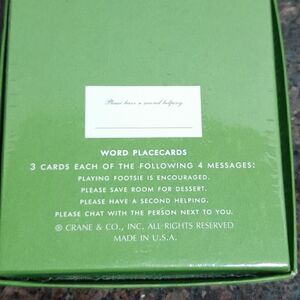 Please have a second helping.
WORD PLACECARDS
3 CARDS EACH OF THE FOLLOWING 4 MESSAGES:
PLAYING FOOTSIE IS ENCOURAGED.
PLEASE SAVE ROOM FOR DESSERT.
PLEASE HAVE A SECOND HELPING.
PLEASE CHAT WITH THE PERSON NEXT TO YOU.
® CRANE & CO., INC. ALL RIGHTS RESERVED
MADE IN U.S.A.